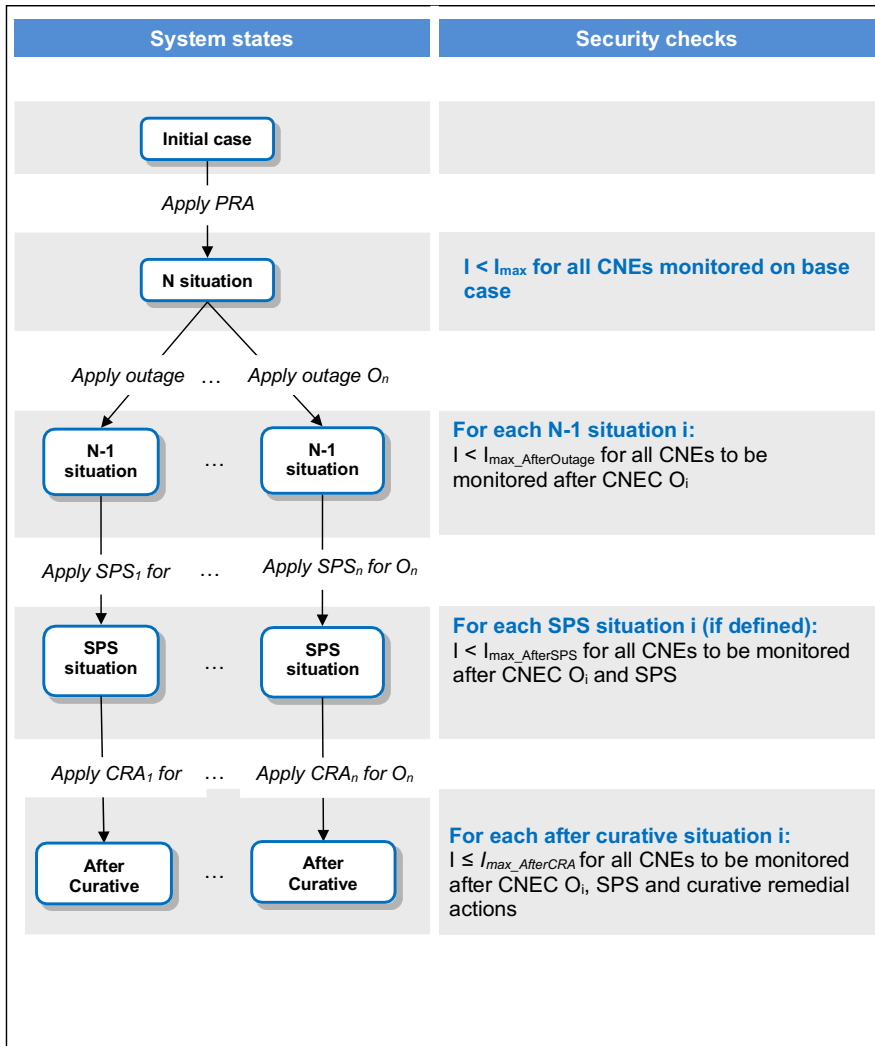 System states
Security checks
Initial case
Apply PRA
N situation
I < Imax for all CNEs monitored on base
case
Apply outage … Apply outage On
N-1
situation
…
N-1
situation
For each N-1 situation i:
I < Imax_AfterOutage for all CNEs to be
monitored after CNEC Oi
Apply SPS1 for … Apply SPSn for On
SPS
situation
…
SPS
situation
For each SPS situation i (if defined):
I < Imax_AfterSPS for all CNEs to be monitored
after CNEC Oi and SPS
Apply CRA1 for … Apply CRAn for On
After
Curative
…
After
Curative
For each after curative situation i:
I ≤ Imax_AfterCRA for all CNEs to be monitored
after CNEC Oi, SPS and curative remedial
actions